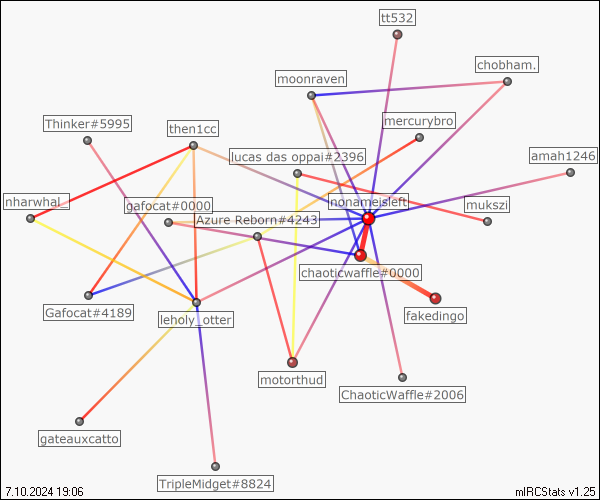 tt532
chobham.
moonraven
mercurybro
Thinker#5995
then1cc
lucas das oppai#2396
amah1246
nharwhal_
gafocat#0000
nonameisleft
mukszi
Azure Reborn#4243
chaoticwaffle#0000
Gafocat#4189
leholy_otter
fakedingo
motorthud
ChaoticWaffle#2006
gateauxcatto
TripleMidget#8824
7.10.2024 19:06
mIRCStats v1.25